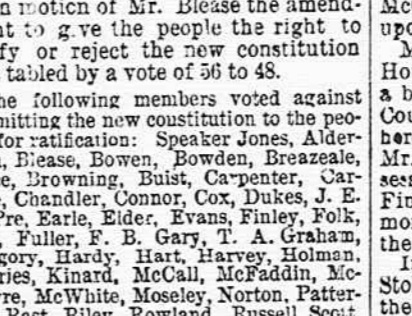 n motion of Mr. Blease the amend-
nt to g.ve the people the right to
fy or reject the new constitution
tabled by a vote of 56 to 48.
he following members voted against
mitting the new coustitution to the peo-
for ratification: Speaker Jones, Alder-
, Blease, Bowen, Bowden, Breazeale,
e, Browning, Buist, Carpenter, Car-
, Chandler, Connor, Cox, Dukes, J. E.
Pre, Earle, Elder, Evans, Finley, Folk,
, Fuller, F. B. Gary, T. A. Graham,
gory, Hardy, Hart, Harvey, Holman,
ries, Kinard, McCall, McFaddin, Mc-
re, McWhite, Moseley, Norton, Patter-
Rast, Riley, Rowland, Russell, Scott
Mc
upo
M
Ho
a b
Cou
her
Mr.
ses
Fin
mo
the
I
Sto
the